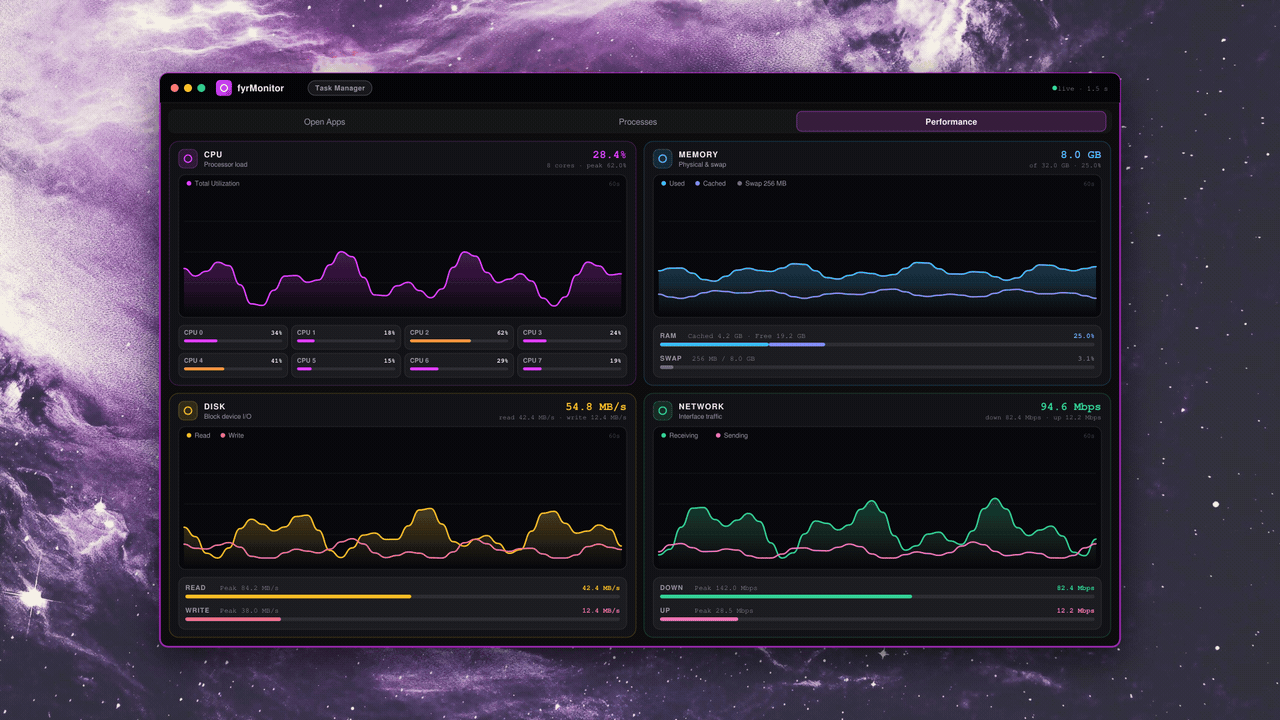 fyrMonitor
Task Manager
live · 1.5 s
Open Apps
Processes
Performance
CPU
Processor load
28.4%
8 cores · peak 62.0%
Total Utilization
60s
CPU 0 34%
CPU 1 18%
CPU 2 62%
CPU 3 24%
CPU 4 41%
CPU 5 15%
CPU 6 29%
CPU 7 19%
MEMORY
Physical & swap
8.0 GB
of 32.0 GB · 25.0%
Used Cached Swap 256 MB
60s
RAM Cached 4.2 GB · Free 19.2 GB 25.0%
SWAP 256 MB / 8.0 GB 3.1%
DISK
Block device I/O
54.8 MB/s
read 42.4 MB/s · write 12.4 MB/s
Read Write
60s
READ Peak 84.2 MB/s 42.4 MB/s
WRITE Peak 38.0 MB/s 12.4 MB/s
NETWORK
Interface traffic
94.6 Mbps
down 82.4 Mbps · up 12.2 Mbps
Receiving Sending
60s
DOWN Peak 142.0 Mbps 82.4 Mbps
UP Peak 28.5 Mbps 12.2 Mbps